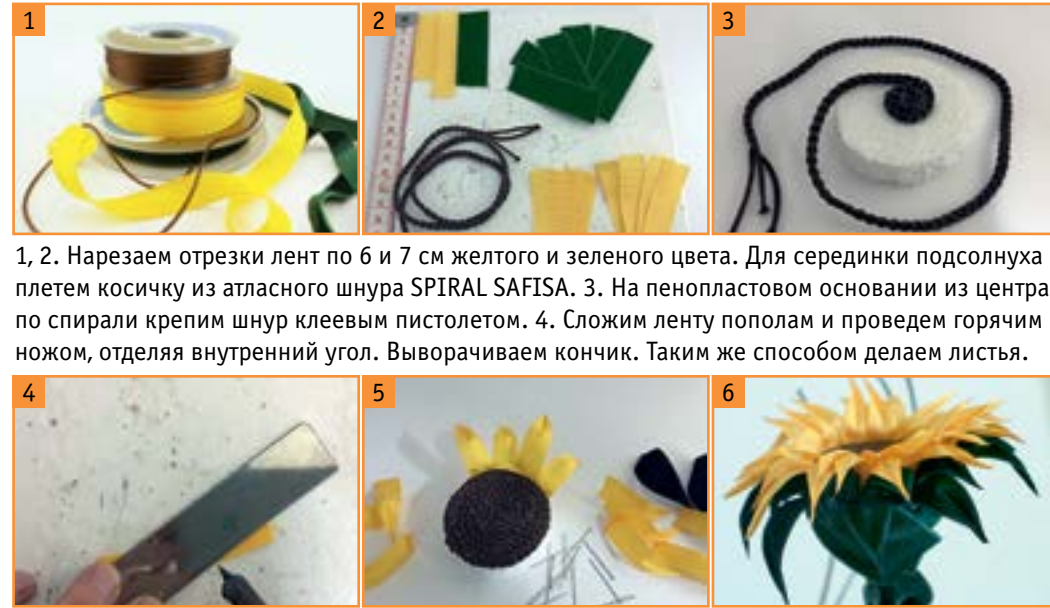 1
2
3
1, 2. Нарезаем отрезки лент по 6 и 7 см желтого и зеленого цвета. Для серединки подсолнуха
плетем косичку из атласного шнура SPIRAL SAFISA. 3. На пенопластовом основании из центра
по спирали крепим шнур клеевым пистолетом. 4. Сложим ленту пополам и проведем горячим
ножом, отделяя внутренний угол. Выворачиваем кончик. Таким же способом делаем листья.
4
5
6